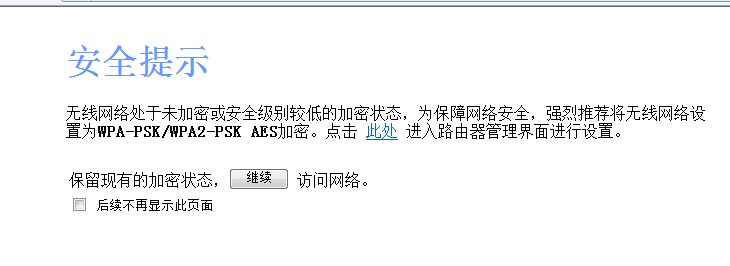 安全提示
无线网络处于未加密或安全级别较低的加密状态，为保障网络安全，强烈推荐将无线网络设
置为WPA-PSK/WPA2-PSK AES加密。点击 此处 进入路由器管理界面进行设置。
保留现有的加密状态， 继续 访问网络。
后续不再显示此页面